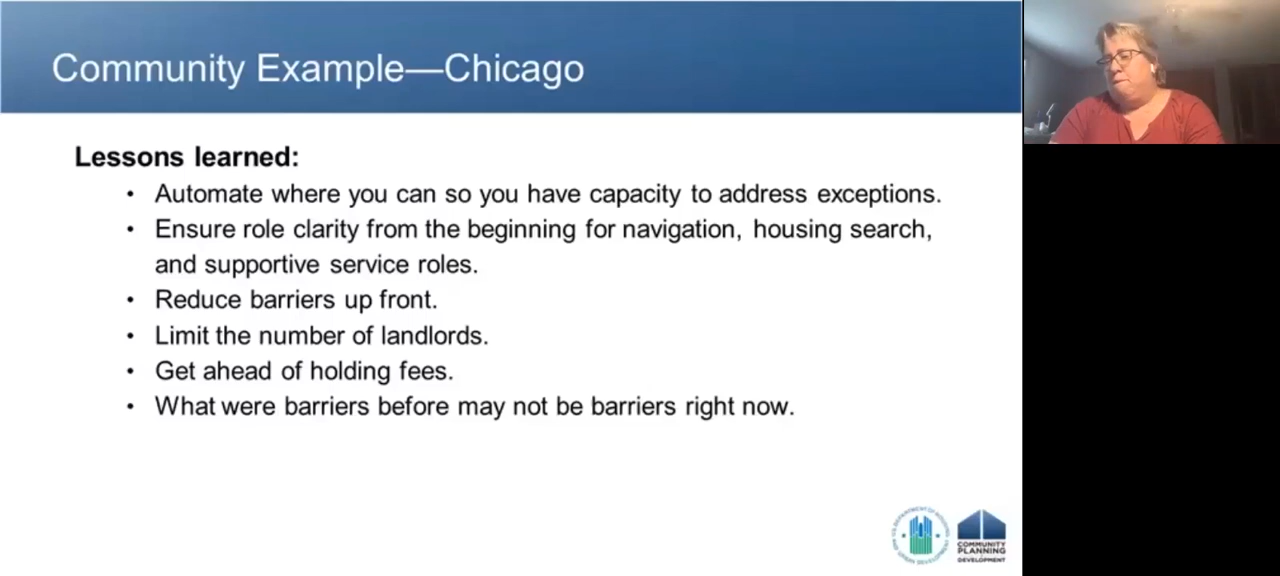 Community Example—Chicago
Lessons learned:
• Automate where you can so you have capacity to address exceptions.
• Ensure role clarity from the beginning for navigation, housing search,
and supportive service roles.
• Reduce barriers up front.
• Limit the number of landlords.
• Get ahead of holding fees.
• What were barriers before may not be barriers right now.
COMMUNITY
PLANNING
DEVELOPMENT